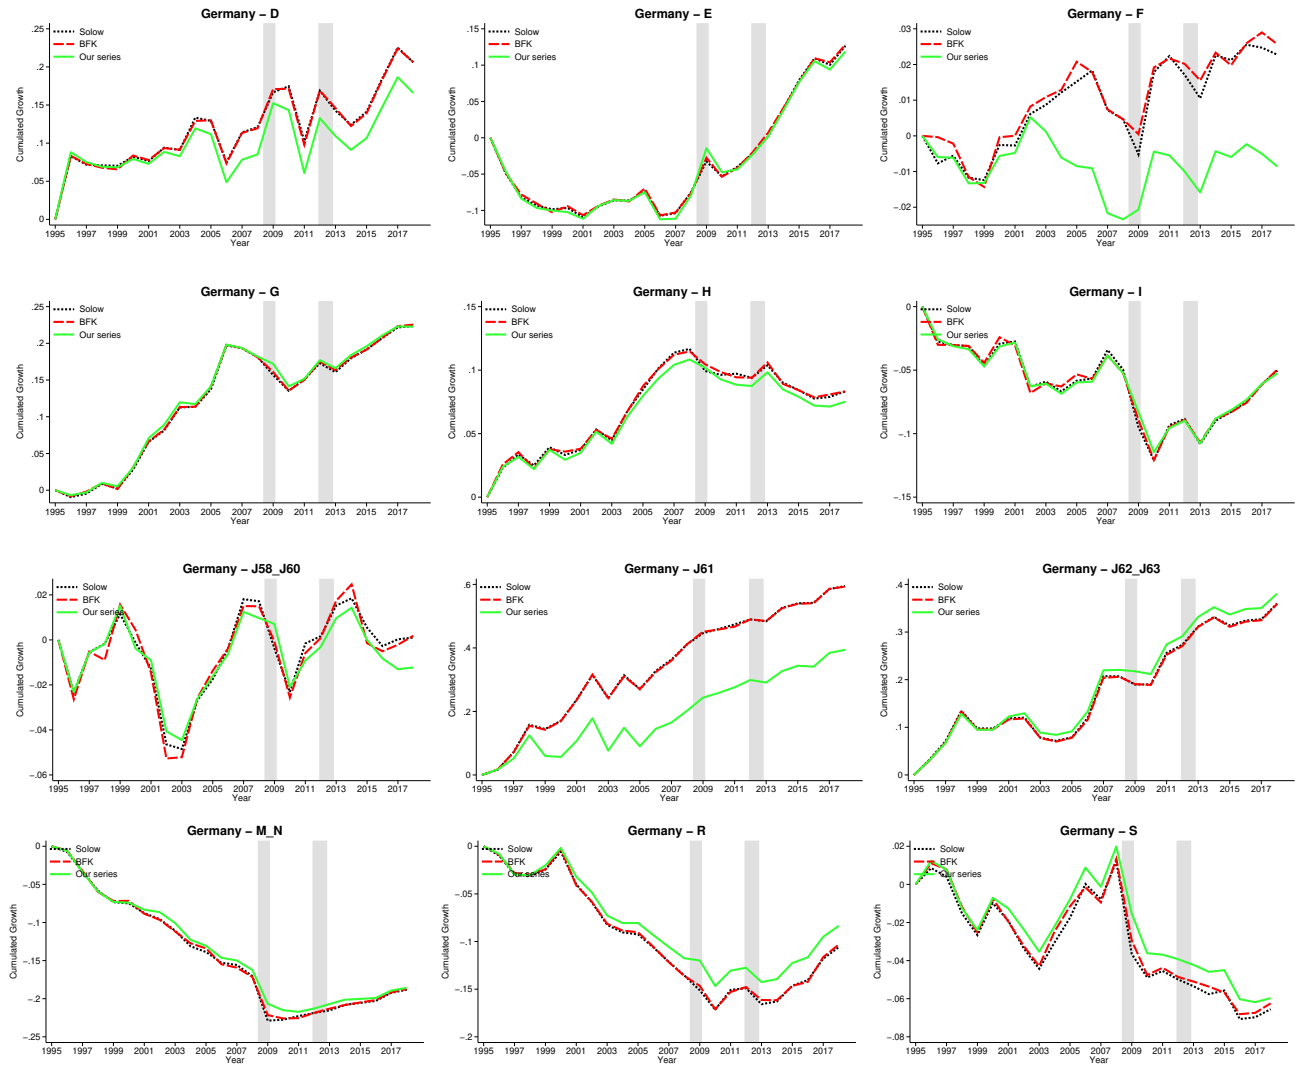 Germany − D
.25
.2
.15
.1
.05
0
Cumulated Growth
Solow
BFK
Our series
1995 1997 1999 2001 2003 2005 2007 2009 2011 2013 2015 2017
Year
Germany − E
.15
.1
.05
0
−.05
−.1
Cumulated Growth
Solow
BFK
Our series
1995 1997 1999 2001 2003 2005 2007 2009 2011 2013 2015 2017
Year
Germany − F
.03
.02
.01
0
−.01
−.02
Cumulated Growth
Solow
BFK
Our series
1995 1997 1999 2001 2003 2005 2007 2009 2011 2013 2015 2017
Year
Germany − G
.25
.2
.15
.1
.05
0
Cumulated Growth
Solow
BFK
Our series
1995 1997 1999 2001 2003 2005 2007 2009 2011 2013 2015 2017
Year
Germany − H
.15
.1
.05
0
Cumulated Growth
Solow
BFK
Our series
1995 1997 1999 2001 2003 2005 2007 2009 2011 2013 2015 2017
Year
Germany − I
0
−.05
−.1
−.15
Cumulated Growth
Solow
BFK
Our series
1995 1997 1999 2001 2003 2005 2007 2009 2011 2013 2015 2017
Year
Germany − J58_J60
.02
0
−.02
−.04
−.06
Cumulated Growth
Solow
BFK
Our series
1995 1997 1999 2001 2003 2005 2007 2009 2011 2013 2015 2017
Year
Germany − J61
.6
.4
.2
0
Cumulated Growth
Solow
BFK
Our series
1995 1997 1999 2001 2003 2005 2007 2009 2011 2013 2015 2017
Year
Germany − J62_J63
.4
.3
.2
.1
0
Cumulated Growth
Solow
BFK
Our series
1995 1997 1999 2001 2003 2005 2007 2009 2011 2013 2015 2017
Year
Germany − M_N
0
−.05
−.1
−.15
−.2
−.25
Cumulated Growth
Solow
BFK
Our series
1995 1997 1999 2001 2003 2005 2007 2009 2011 2013 2015 2017
Year
Germany − R
0
−.05
−.1
−.15
−.2
Cumulated Growth
Solow
BFK
Our series
1995 1997 1999 2001 2003 2005 2007 2009 2011 2013 2015 2017
Year
Germany − S
.02
0
−.02
−.04
−.06
−.08
Cumulated Growth
Solow
BFK
Our series
1995 1997 1999 2001 2003 2005 2007 2009 2011 2013 2015 2017
Year